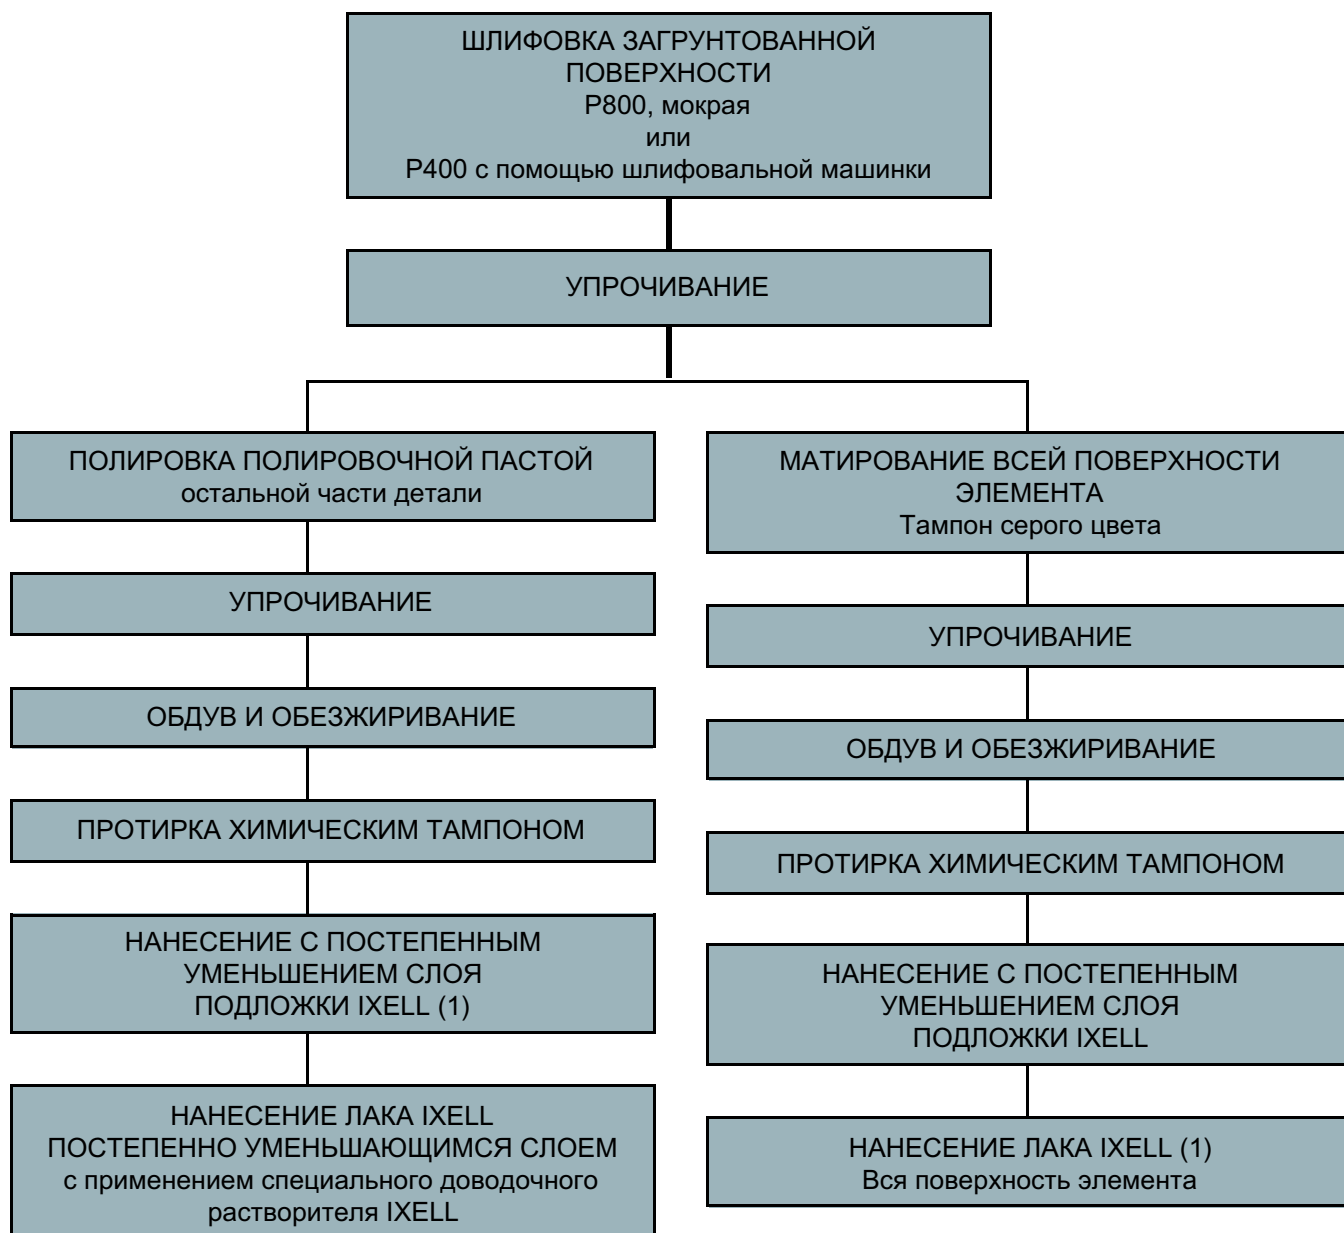 ШЛИФОВКА ЗАГРУНТОВАННОЙ
ПОВЕРХНОСТИ
P800, мокрая
или
P400 с помощью шлифовальной машинки
УПРОЧИВАНИЕ
ПОЛИРОВКА ПОЛИРОВОЧНОЙ ПАСТОЙ
остальной части детали
УПРОЧИВАНИЕ
ОБДУВ И ОБЕЗЖИРИВАНИЕ
ПРОТИРКА ХИМИЧЕСКИМ ТАМПОНОМ
НАНЕСЕНИЕ С ПОСТЕПЕННЫМ
УМЕНЬШЕНИЕМ СЛОЯ
ПОДЛОЖКИ IXELL (1)
НАНЕСЕНИЕ ЛАКА IXELL
ПОСТЕПЕННО УМЕНЬШАЮЩИМСЯ СЛОЕМ
с применением специального доводочного
растворителя IXELL
МАТИРОВАНИЕ ВСЕЙ ПОВЕРХНОСТИ
ЭЛЕМЕНТА
Тампон серого цвета
УПРОЧИВАНИЕ
ОБДУВ И ОБЕЗЖИРИВАНИЕ
ПРОТИРКА ХИМИЧЕСКИМ ТАМПОНОМ
НАНЕСЕНИЕ С ПОСТЕПЕННЫМ
УМЕНЬШЕНИЕМ СЛОЯ
ПОДЛОЖКИ IXELL
НАНЕСЕНИЕ ЛАКА IXELL (1)
Вся поверхность элемента